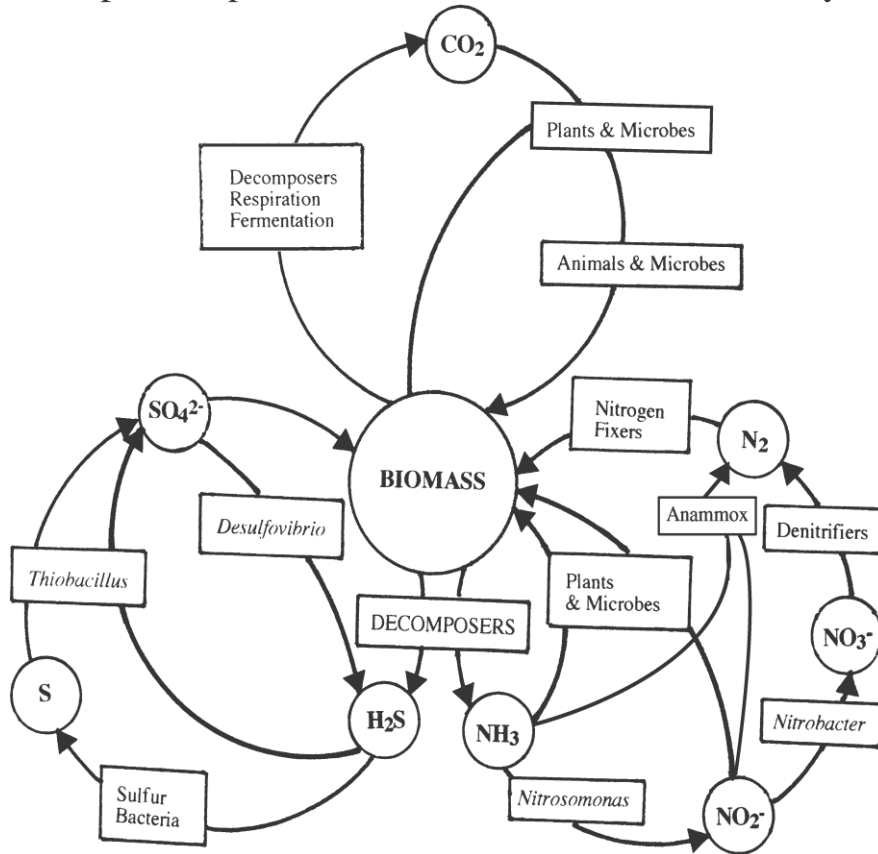 CO₂
Plants & Microbes
Decomposers
Respiration
Fermentation
Animals & Microbes
SO₄²⁻
Nitrogen
Fixers
N₂
BIOMASS
Desulfovibrio
Anammox
Denitrifiers
Thiobacillus
Plants
& Microbes
DECOMPOSERS
NO₃⁻
S
H₂S
NH₃
Nitrobacter
Sulfur
Bacteria
Nitrosomonas
NO₂⁻